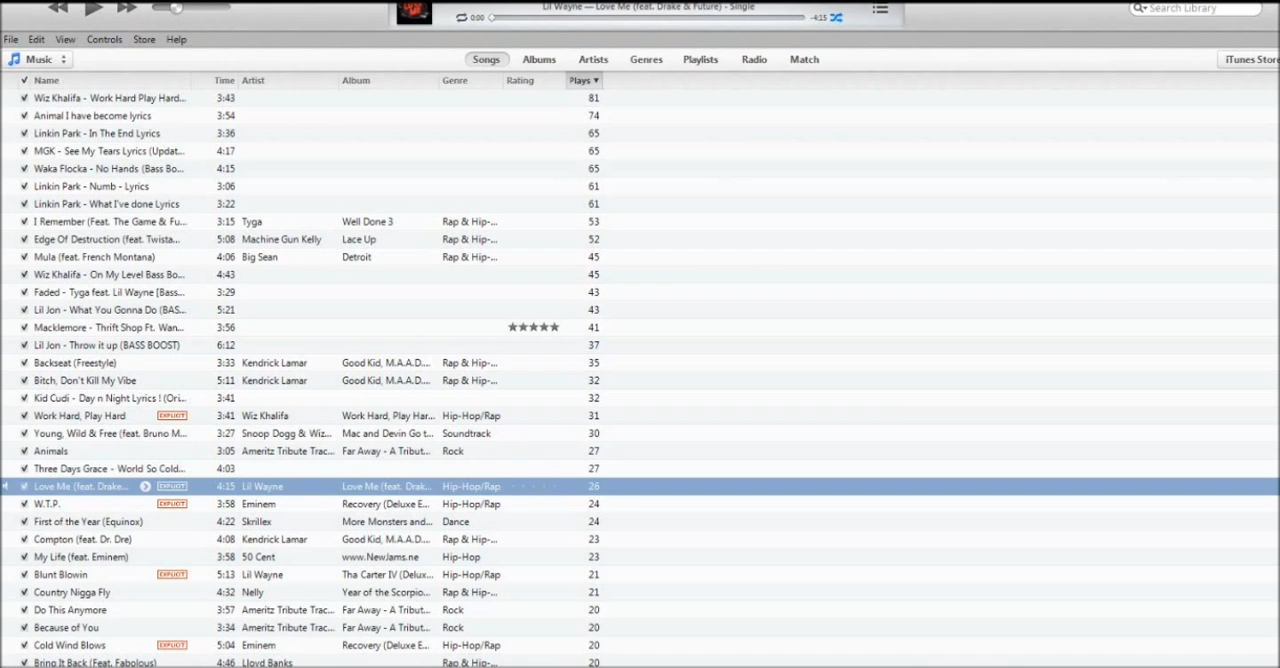 Lil Wayne — Love Me (feat. Drake & Future) - Single
0:00 -4:15 Search Library
File Edit View Controls Store Help
Music Songs Albums Artists Genres Playlists Radio Match iTunes Store
Name Time Artist Album Genre Rating Plays
Wiz Khalifa - Work Hard Play Hard... 3:43 81
Animal I have become lyrics 3:54 74
Linkin Park - In The End Lyrics 3:36 65
MGK - See My Tears Lyrics (Updat... 4:17 65
Waka Flocka - No Hands (Bass Bo... 4:15 65
Linkin Park - Numb - Lyrics 3:06 61
Linkin Park - What I've done Lyrics 3:22 61
I Remember (Feat. The Game & Fu... 3:15 Tyga Well Done 3 Rap & Hip-... 53
Edge Of Destruction (feat. Twista... 5:08 Machine Gun Kelly Lace Up Rap & Hip-... 52
Mula (feat. French Montana) 4:06 Big Sean Detroit Rap & Hip-... 45
Wiz Khalifa - On My Level Bass Bo... 4:43 45
Faded - Tyga feat. Lil Wayne [Bass... 3:29 43
Lil Jon - What You Gonna Do (BAS... 5:21 43
Macklemore - Thrift Shop Ft. Wan... 3:56 ★★★★★ 41
Lil Jon - Throw it up (BASS BOOST) 6:12 37
Backseat (Freestyle) 3:33 Kendrick Lamar Good Kid, M.A.A.D.... Rap & Hip-... 35
Bitch, Don't Kill My Vibe 5:11 Kendrick Lamar Good Kid, M.A.A.D.... Rap & Hip-... 32
Kid Cudi - Day n Night Lyrics ! (Ori... 3:41 32
Work Hard, Play Hard EXPLICIT 3:41 Wiz Khalifa Work Hard, Play Har... Hip-Hop/Rap 31
Young, Wild & Free (feat. Bruno M... 3:27 Snoop Dogg & Wiz... Mac and Devin Go t... Soundtrack 30
Animals 3:05 Ameritz Tribute Trac... Far Away - A Tribut... Rock 27
Three Days Grace - World So Cold... 4:03 27
Love Me (feat. Drake... EXPLICIT 4:15 Lil Wayne Love Me (feat. Drak... Hip-Hop/Rap 26
W.T.P. EXPLICIT 3:58 Eminem Recovery (Deluxe E... Hip-Hop/Rap 24
First of the Year (Equinox) 4:22 Skrillex More Monsters and... Dance 24
Compton (feat. Dr. Dre) 4:08 Kendrick Lamar Good Kid, M.A.A.D.... Rap & Hip-... 23
My Life (feat. Eminem) 3:58 50 Cent www.NewJams.ne Hip-Hop 23
Blunt Blowin EXPLICIT 5:13 Lil Wayne Tha Carter IV (Delux... Hip-Hop/Rap 21
Country Nigga Fly 4:32 Nelly Year of the Scorpio... Rap & Hip-... 21
Do This Anymore 3:57 Ameritz Tribute Trac... Far Away - A Tribut... Rock 20
Because of You 3:34 Ameritz Tribute Trac... Far Away - A Tribut... Rock 20
Cold Wind Blows EXPLICIT 5:04 Eminem Recovery (Deluxe E... Hip-Hop/Rap 20
Bring It Back (Feat. Fabolous) 4:46 Lloyd Banks Rap & Hip-... 20